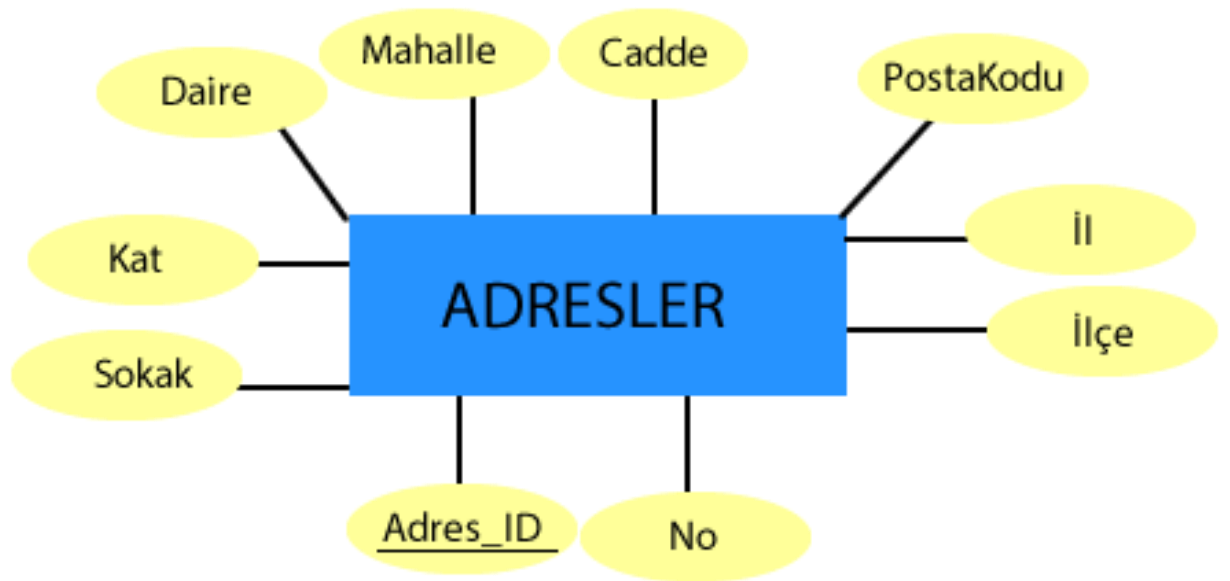 Mahalle
Cadde
Daire
PostaKodu
İl
Kat
ADRESLER
İlçe
Sokak
Adres_ID
No